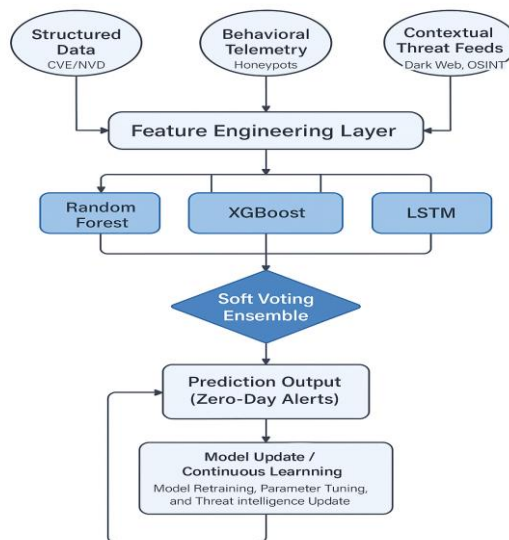 Structured
Data
CVE/NVD
Behavioral
Telemetry
Honeypots
Contextual
Threat Feeds
Dark Web, OSINT
Feature Engineering Layer
Random
Forest
XGBoost
LSTM
Soft Voting
Ensemble
Prediction Output
(Zero-Day Alerts)
Model Update /
Continuous Learnning
Model Retraining, Parameter Tuning,
and Threat intelligence Update